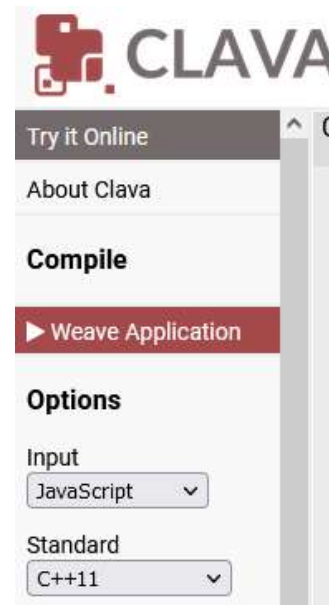 CLAVA
Try it Online
About Clava
Compile
▶ Weave Application
Options
Input
JavaScript
Standard
C++11